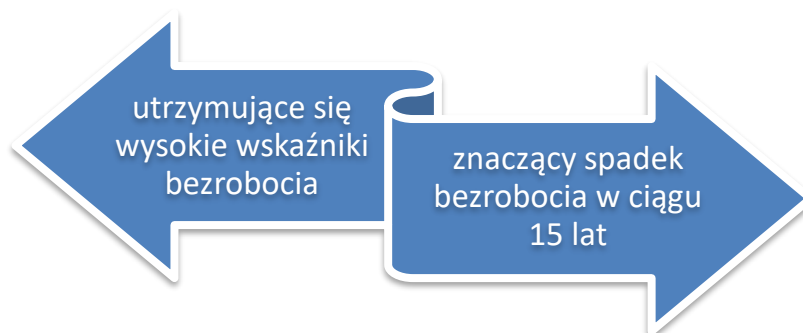 utrzymujące się
wysokie wskaźniki
bezrobocia
znaczący spadek
bezrobocia w ciągu
15 lat